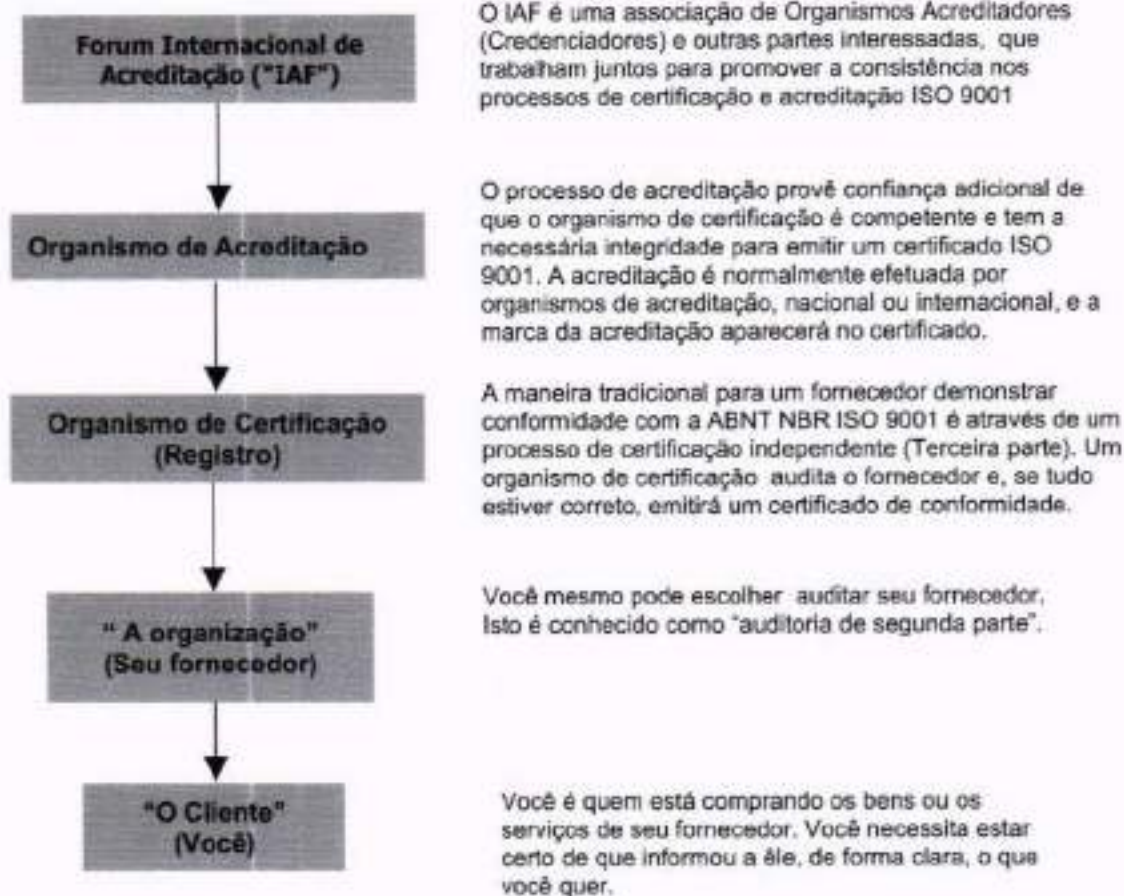 Forum Internacional de
Acreditação ("IAF")
O IAF é uma associação de Organismos Acreditadores
(Credenciadores) e outras partes interessadas, que
trabalham juntos para promover a consistência nos
processos de certificação e acreditação ISO 9001
Organismo de Acreditação
O processo de acreditação provê confiança adicional de
que o organismo de certificação é competente e tem a
necessária integridade para emitir um certificado ISO
9001. A acreditação é normalmente efetuada por
organismos de acreditação, nacional ou internacional, e a
marca da acreditação aparecerá no certificado.
Organismo de Certificação
(Registro)
A maneira tradicional para um fornecedor demonstrar
conformidade com a ABNT NBR ISO 9001 é através de um
processo de certificação independente (Terceira parte). Um
organismo de certificação audita o fornecedor e, se tudo
estiver correto, emitirá um certificado de conformidade.
" A organização"
(Seu fornecedor)
Você mesmo pode escolher auditar seu fornecedor,
Isto é conhecido como "auditoria de segunda parte".
"O Cliente"
(Você)
Você é quem está comprando os bens ou os
serviços de seu fornecedor. Você necessita estar
certo de que informou a êle, de forma clara, o que
você quer.